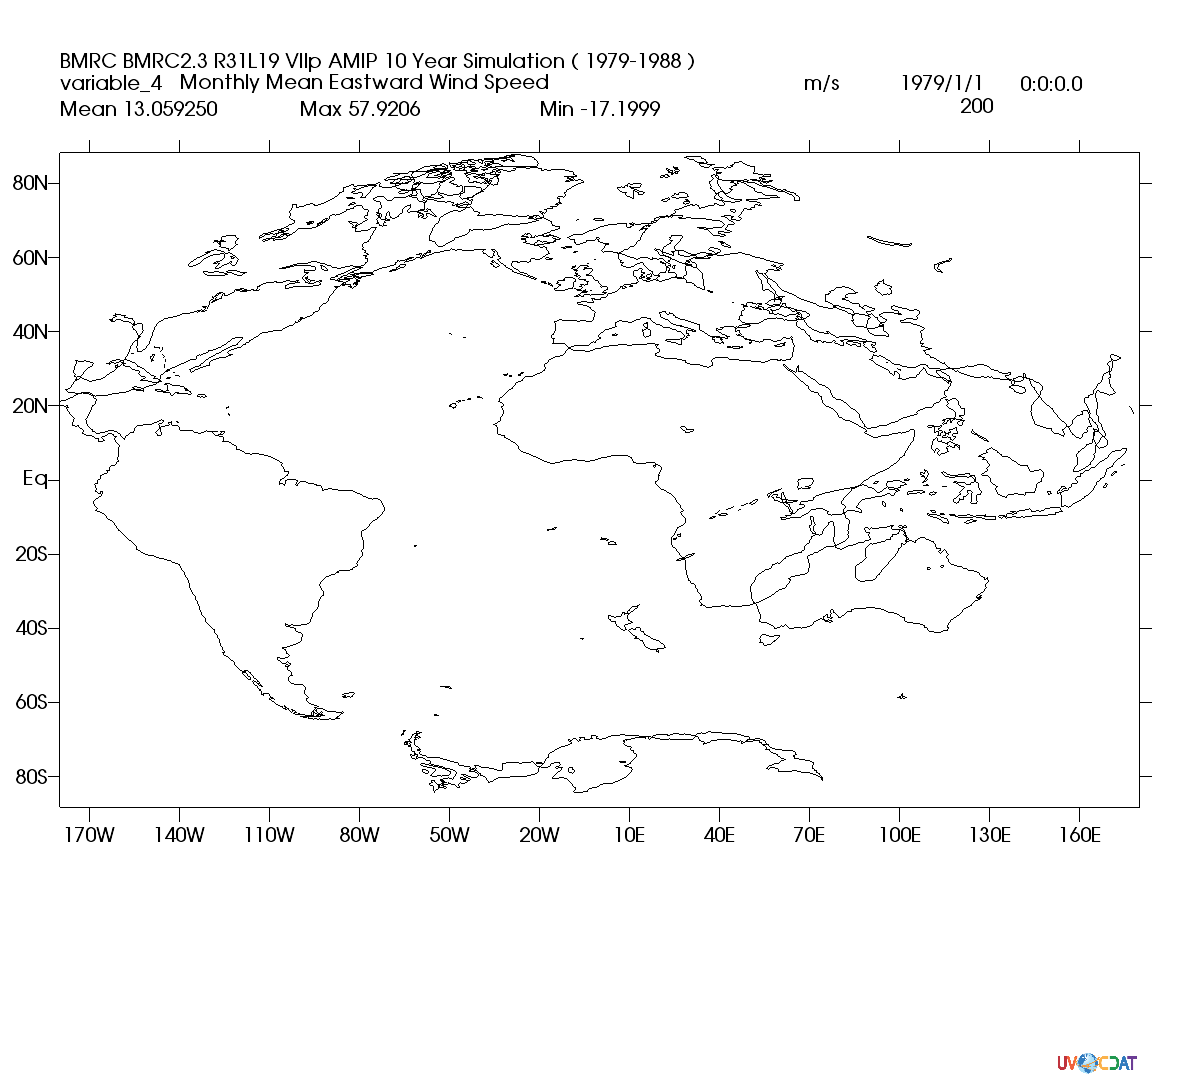 BMRC BMRC2.3 R31L19 VIIp AMIP 10 Year Simulation ( 1979-1988 )
variable_4 Monthly Mean Eastward Wind Speed m/s 1979/1/1 0:0:0.0
Mean 13.059250 Max 57.9206 Min -17.1999 200
80N
60N
40N
20N
Eq
20S
40S
60S
80S
170W 140W 110W 80W 50W 20W 10E 40E 70E 100E 130E 160E
UV CDAT